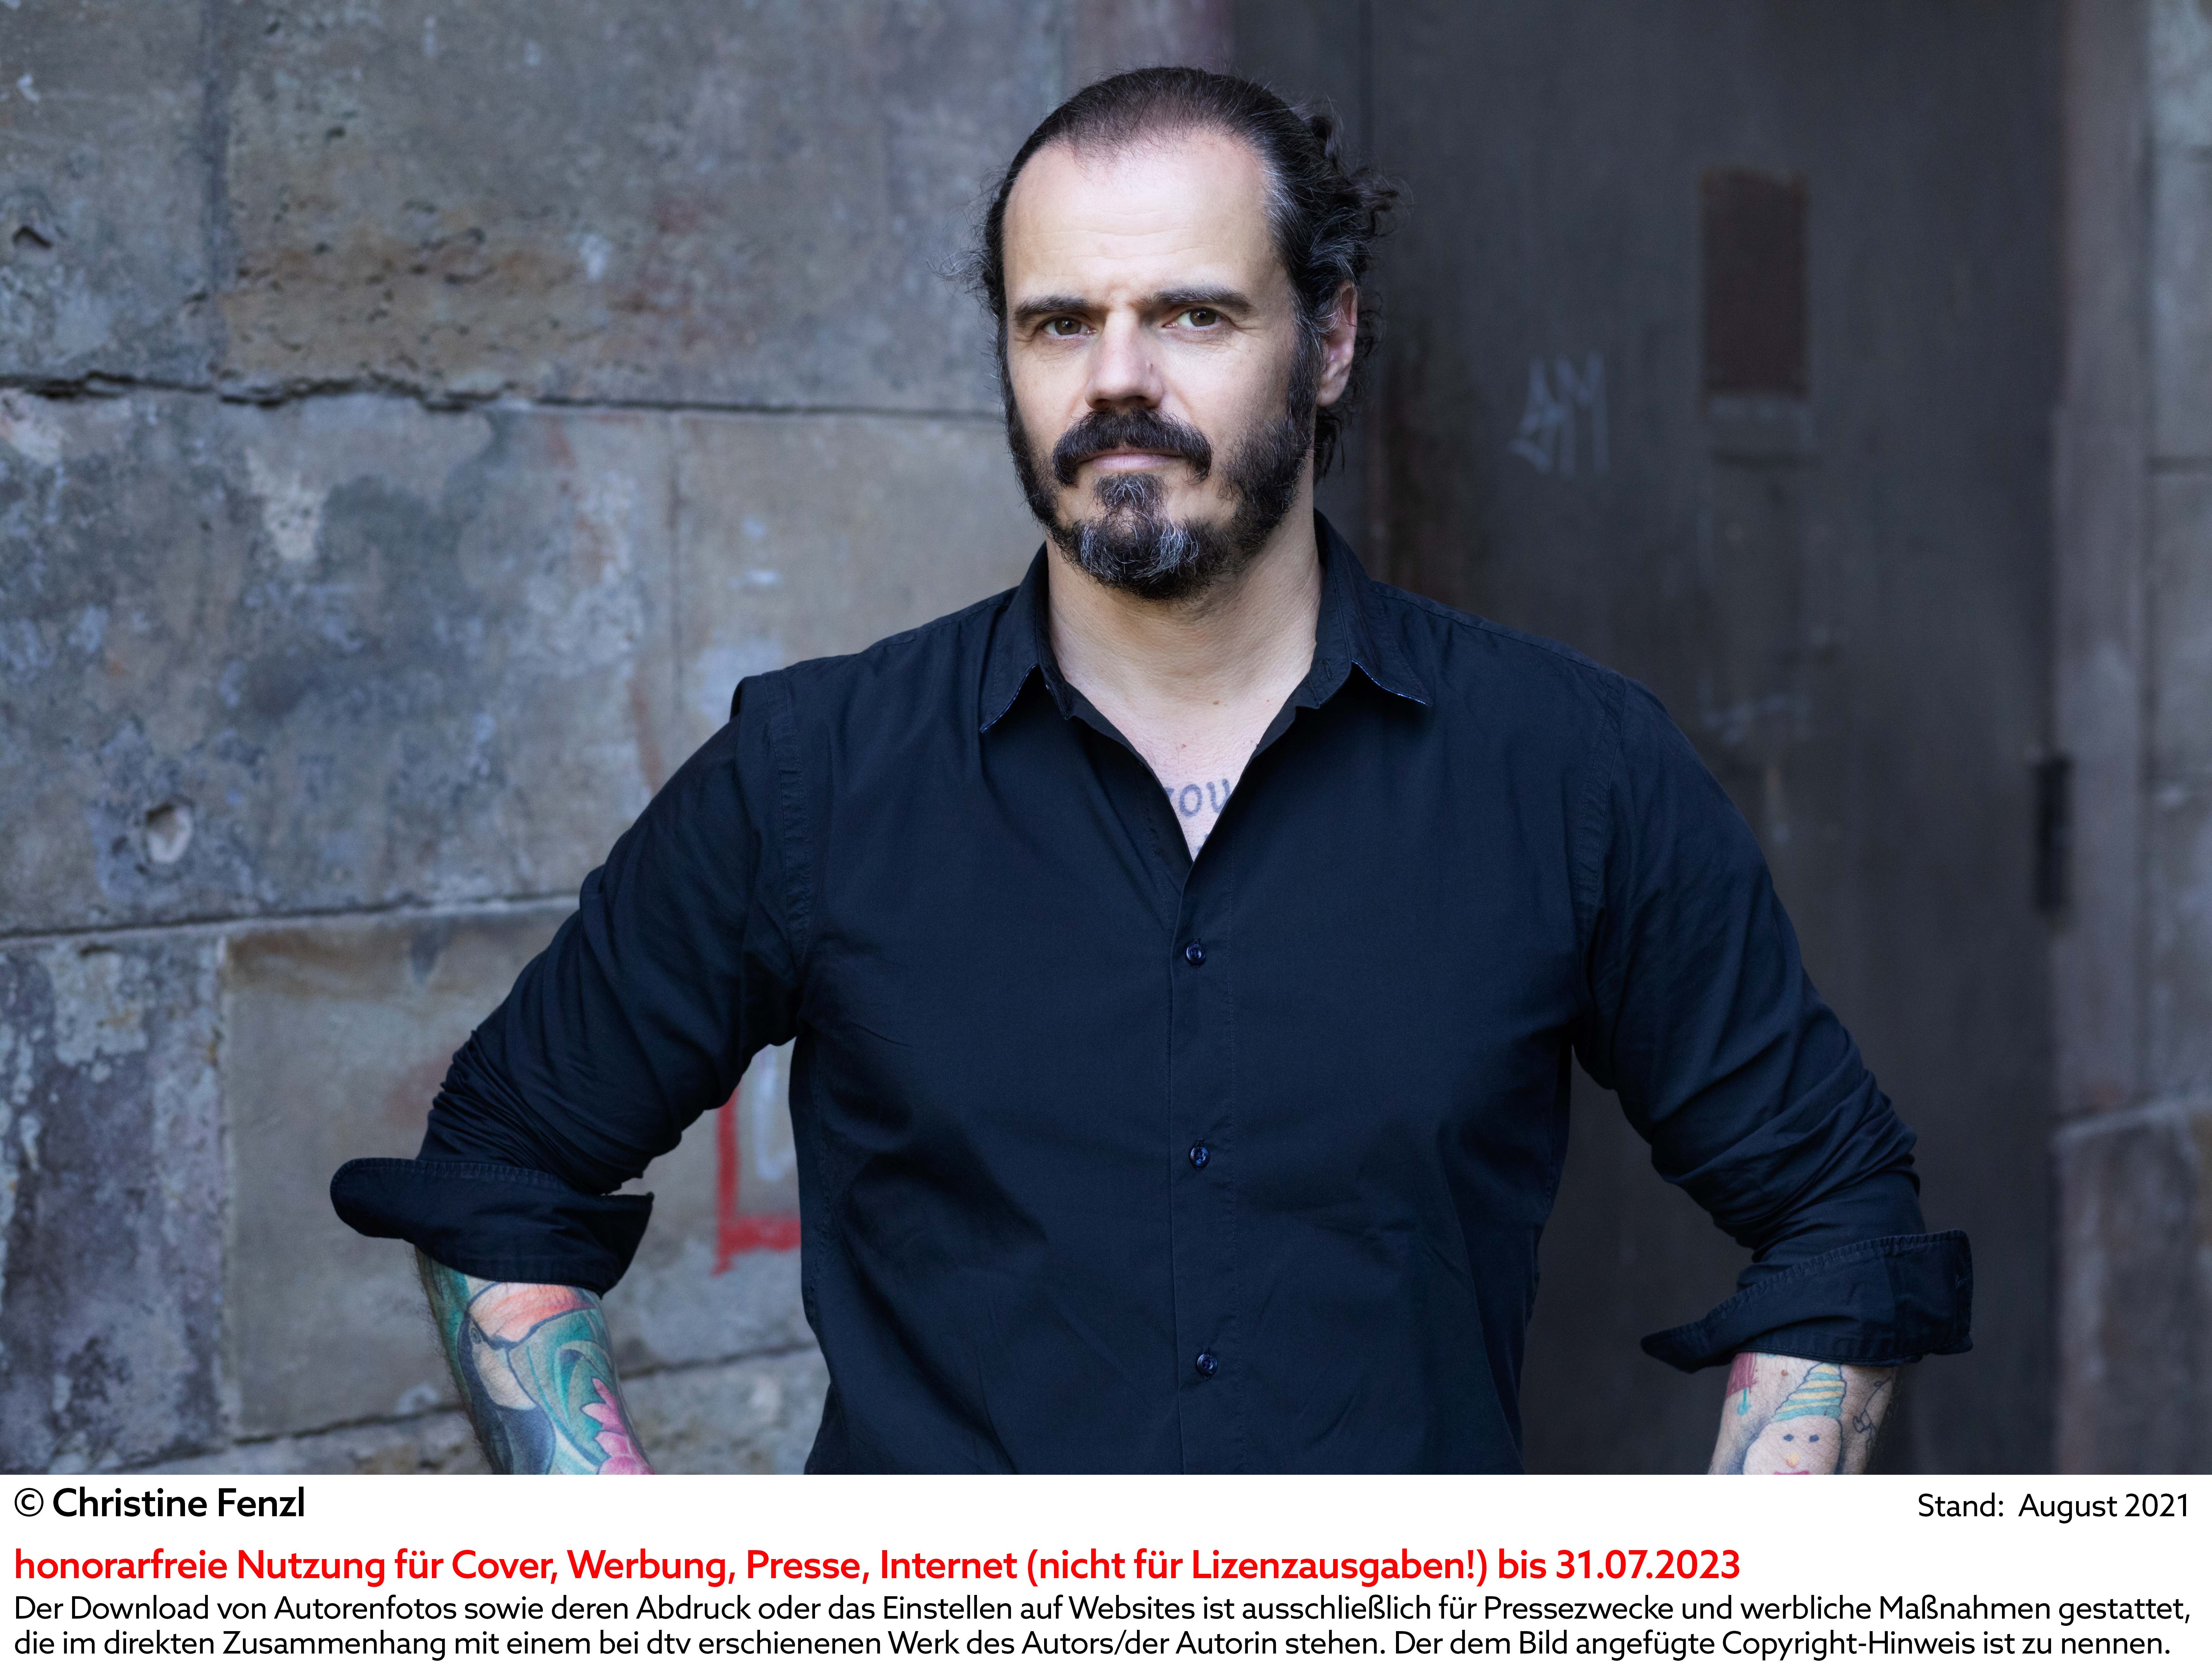 AM
you
© Christine Fenzl
Stand: August 2021
honorarfreie Nutzung für Cover, Werbung, Presse, Internet (nicht für Lizenzausgaben!) bis 31.07.2023
Der Download von Autorenfotos sowie deren Abdruck oder das Einstellen auf Websites ist ausschließlich für Pressezwecke und werbliche Maßnahmen gestattet,
die im direkten Zusammenhang mit einem bei dtv erschienenen Werk des Autors/der Autorin stehen. Der dem Bild angefügte Copyright-Hinweis ist zu nennen.